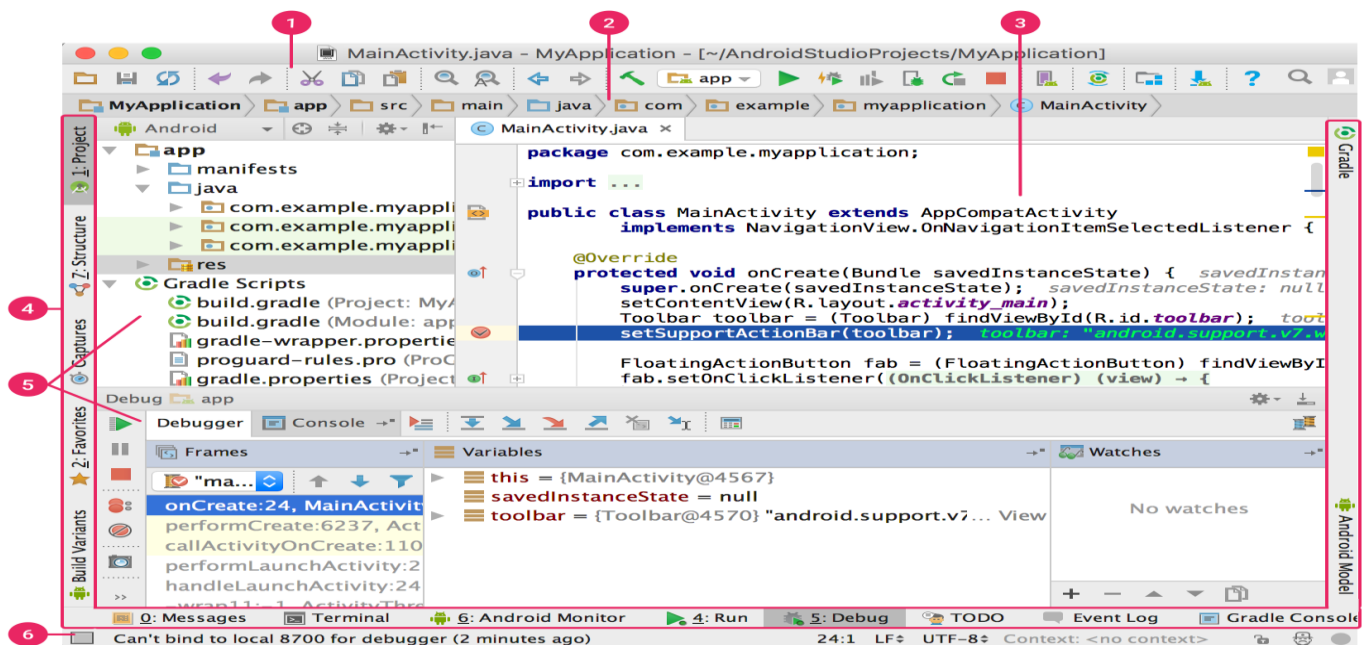 1 2 3
MainActivity.java - MyApplication - [~/AndroidStudioProjects/MyApplication]
app
?
MyApplication app src main java com example myapplication C MainActivity
Android
C MainActivity.java ×
1: Project
Z: Structure
Captures
2: Favorites
Build Variants
app
manifests
java
com.example.myappli
com.example.myappli
com.example.myappli
res
Gradle Scripts
build.gradle (Project: MyA
build.gradle (Module: app
gradle-wrapper.propertie
proguard-rules.pro (ProC
gradle.properties (Project
package com.example.myapplication;
import ...
public class MainActivity extends AppCompatActivity
implements NavigationView.OnNavigationItemSelectedListener {
@Override
protected void onCreate(Bundle savedInstanceState) { savedInstan
super.onCreate(savedInstanceState); savedInstanceState: null
setContentView(R.layout.activity_main);
Toolbar toolbar = (Toolbar) findViewById(R.id.toolbar); tool
setSupportActionBar(toolbar); toolbar: "android.support.v7.w
FloatingActionButton fab = (FloatingActionButton) findViewByI
fab.setOnClickListener((OnClickListener) (view) → {
Gradle
Android Model
4
5
Debug app
Debugger Console
Frames Variables Watches
"ma...
onCreate:24, MainActivit
performCreate:6237, Act
callActivityOnCreate:110
performLaunchActivity:2
handleLaunchActivity:24
-wrap11:-1, ActivityThre
this = {MainActivity@4567}
savedInstanceState = null
toolbar = {Toolbar@4570} "android.support.v7... View
No watches
>>
0: Messages Terminal 6: Android Monitor 4: Run 5: Debug TODO Event Log Gradle Console
6
Can't bind to local 8700 for debugger (2 minutes ago) 24:1 LF UTF-8 Context: <no context>